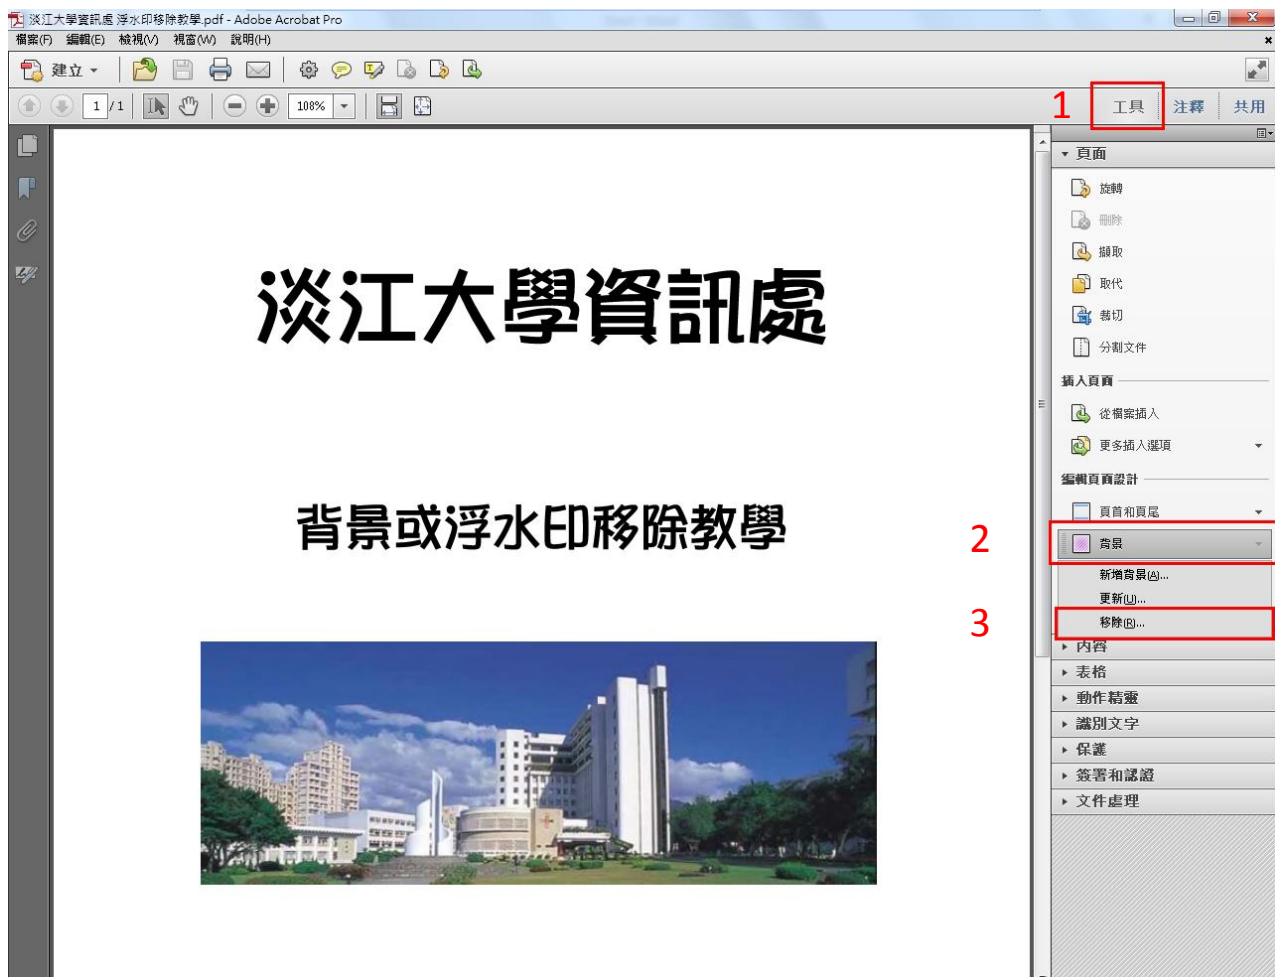 淡江大學資訊處 浮水印移除教學.pdf - Adobe Acrobat Pro
檔案(F) 編輯(E) 檢視(V) 視窗(W) 說明(H)
建立
1 / 1 108%
1 工具 注釋 共用
頁面
旋轉
刪除
擷取
取代
裁切
分割文件
插入頁面
從檔案插入
更多插入選項
編輯頁面設計
頁首和頁尾
2 背景
新增背景(A)...
更新(U)...
3 移除(R)...
內容
表格
動作精靈
識別文字
保護
簽署和認證
文件處理
淡江大學資訊處
背景或浮水印移除教學